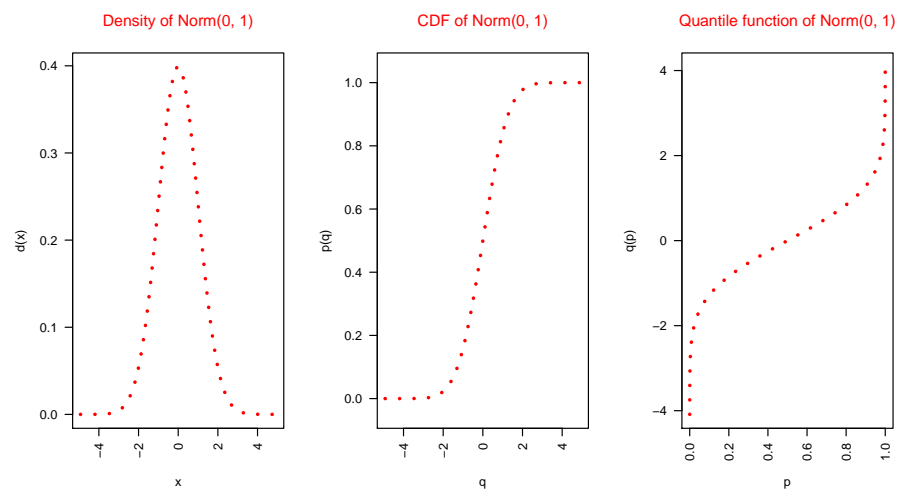 Density of Norm(0, 1)
d(x)
0.4
0.3
0.2
0.1
0.0
−4 −2 0 2 4
x
CDF of Norm(0, 1)
p(q)
1.0
0.8
0.6
0.4
0.2
0.0
−4 −2 0 2 4
q
Quantile function of Norm(0, 1)
q(p)
4
2
0
−2
−4
0.0 0.2 0.4 0.6 0.8 1.0
p